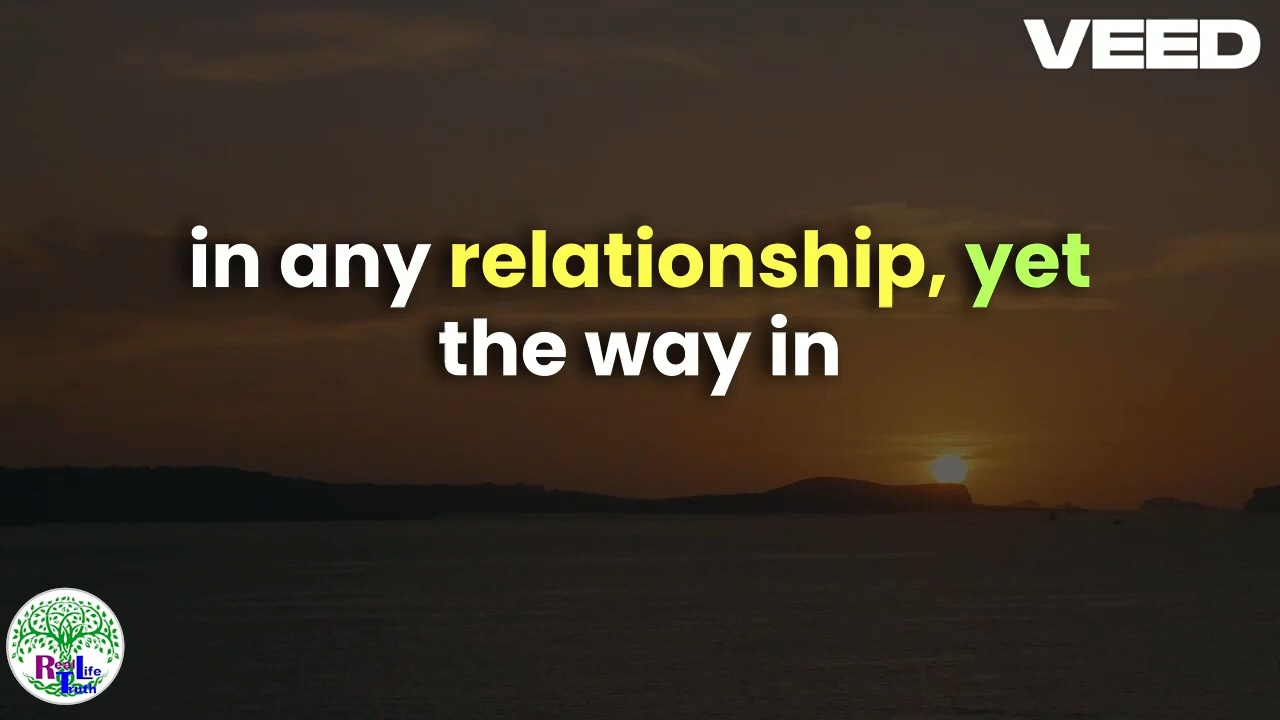 VEED
in any relationship, yet
the way in
Real Life
Truth